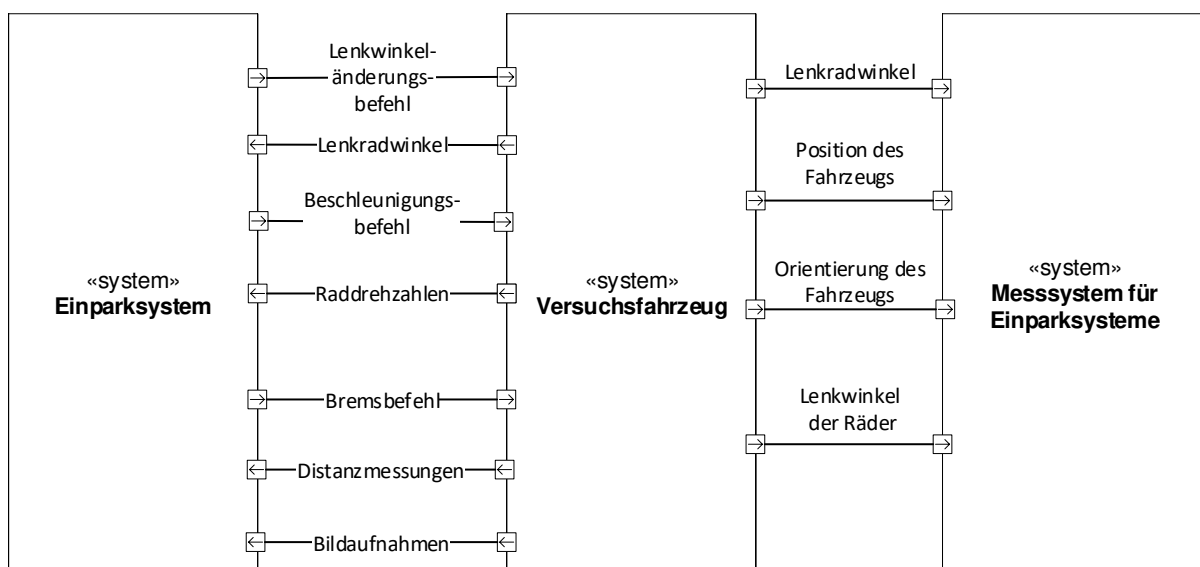 «system»
Einparksystem
Lenkwinkel-
änderungs-
befehl
Lenkradwinkel
Beschleunigungs-
befehl
Raddrehzahlen
Bremsbefehl
Distanzmessungen
Bildaufnahmen
«system»
Versuchsfahrzeug
Lenkradwinkel
Position des
Fahrzeugs
Orientierung des
Fahrzeugs
Lenkwinkel
der Räder
«system»
Messsystem für
Einparksysteme